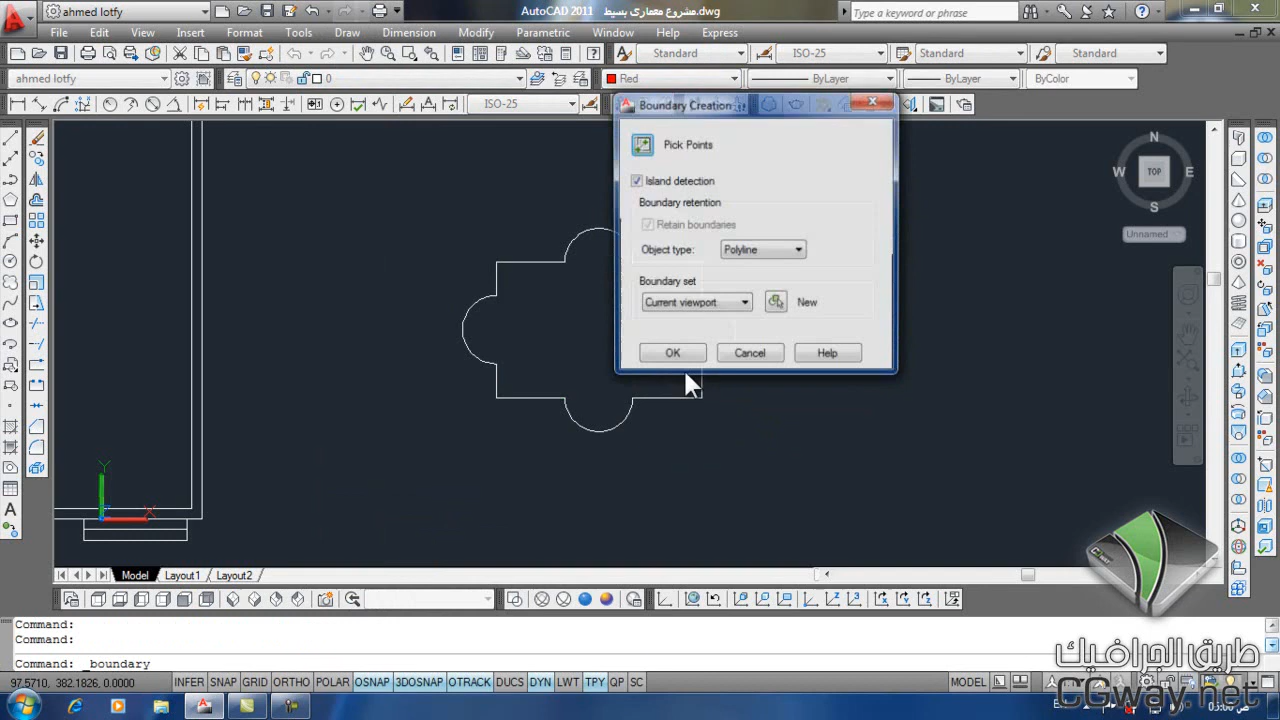 ahmed lotfy
AutoCAD 2011 مشروع معماري بسيط.dwg
Type a keyword or phrase
File Edit View Insert Format Tools Draw Dimension Modify Parametric Window Help Express
Standard ISO-25 Standard Standard
ahmed lotfy 0 Red ByLayer ByLayer ByColor
ISO-25
Boundary Creation
Pick Points
Island detection
Boundary retention
Retain boundaries
Object type: Polyline
Boundary set
Current viewport New
OK Cancel Help
N
W TOP E
S
Unnamed
Y
X
Model Layout1 Layout2
Command:
Command:
Command: _boundary
97.5710, 382.1826, 0.0000 INFER SNAP GRID ORTHO POLAR OSNAP 3DOSNAP OTRACK DUCS DYN LWT TPY QP SC MODEL
طريق الجرافيك
CGway.net